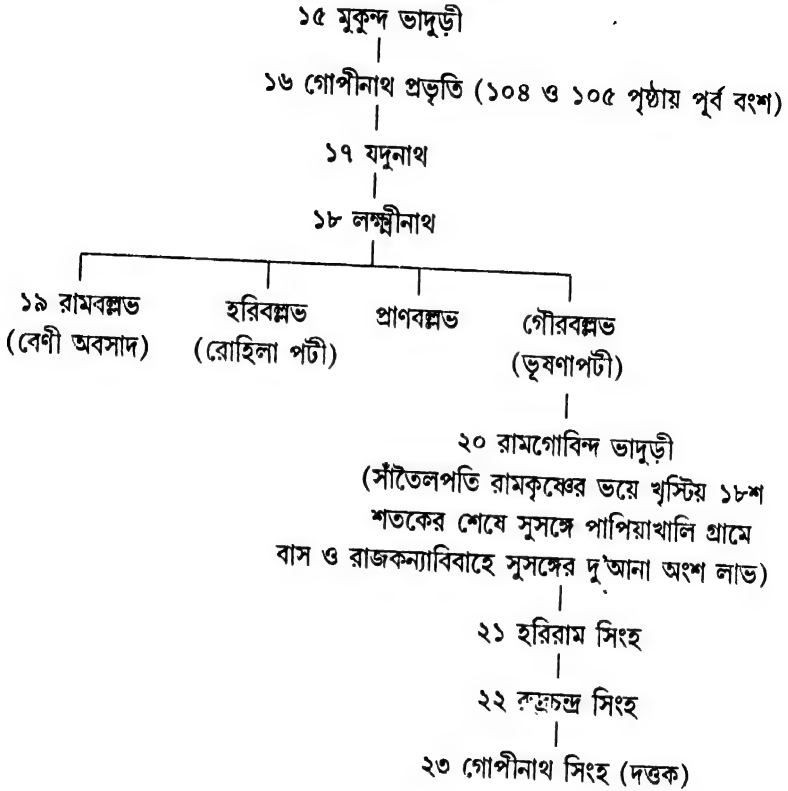 ১৫ মুকুন্দ ভাদুড়ী
১৬ গোপীনাথ প্রভৃতি (১০৪ ও ১০৫ পৃষ্ঠায় পূর্ব বংশ)
১৭ যদুনাথ
১৮ লক্ষ্মীনাথ
১৯ রামবল্লভ হরিবল্লভ প্রাণবল্লভ গৌরবল্লভ
(বেণী অবসাদ) (রোহিলা পটী) (ভূষণাপটী)
২০ রামগোবিন্দ ভাদুড়ী
(সাঁতৈলপতি রামকৃষ্ণের ভয়ে খৃস্টিয় ১৮শ
শতকের শেষে সুসঙ্গে পাপিয়াখালি গ্রামে
বাস ও রাজকন্যাবিবাহে সুসঙ্গের দু'আনা অংশ লাভ)
২১ হরিরাম সিংহ
২২ রুদ্রচন্দ্র সিংহ
২৩ গোপীনাথ সিংহ (দত্তক)